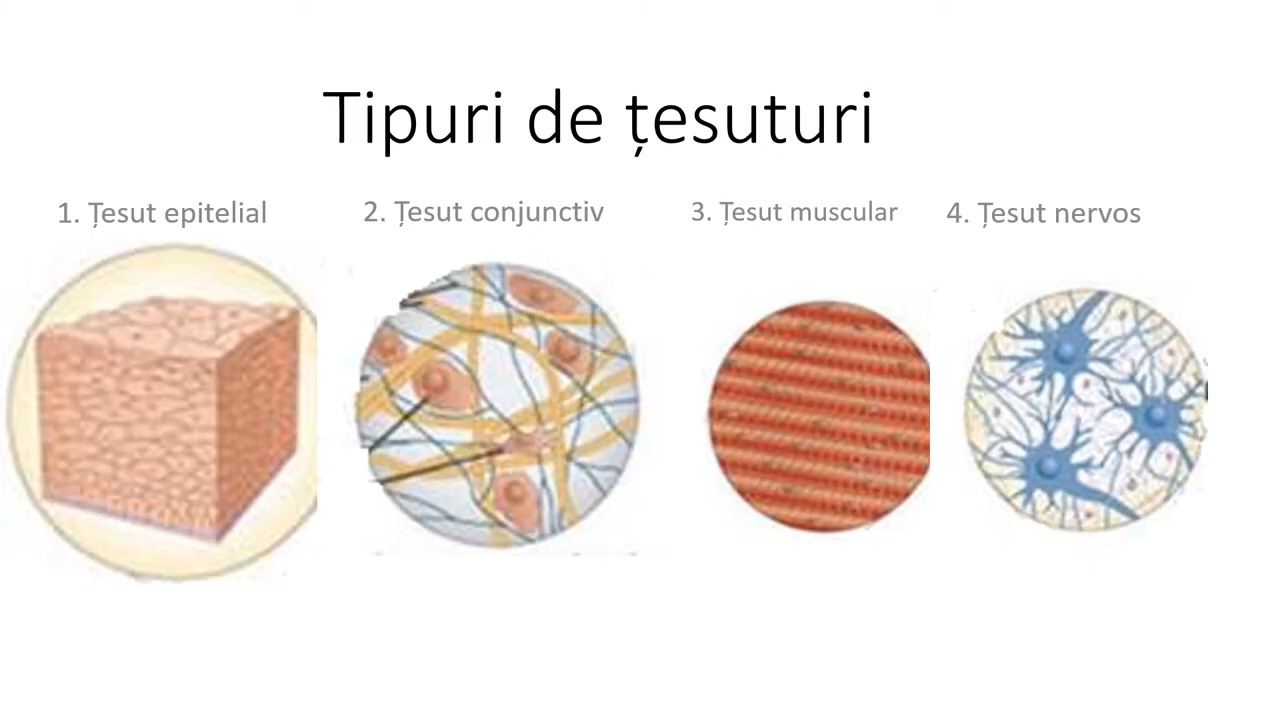 Tipuri de țesuturi
1. Țesut epitelial
2. Țesut conjunctiv
3. Țesut muscular
4. Țesut nervos